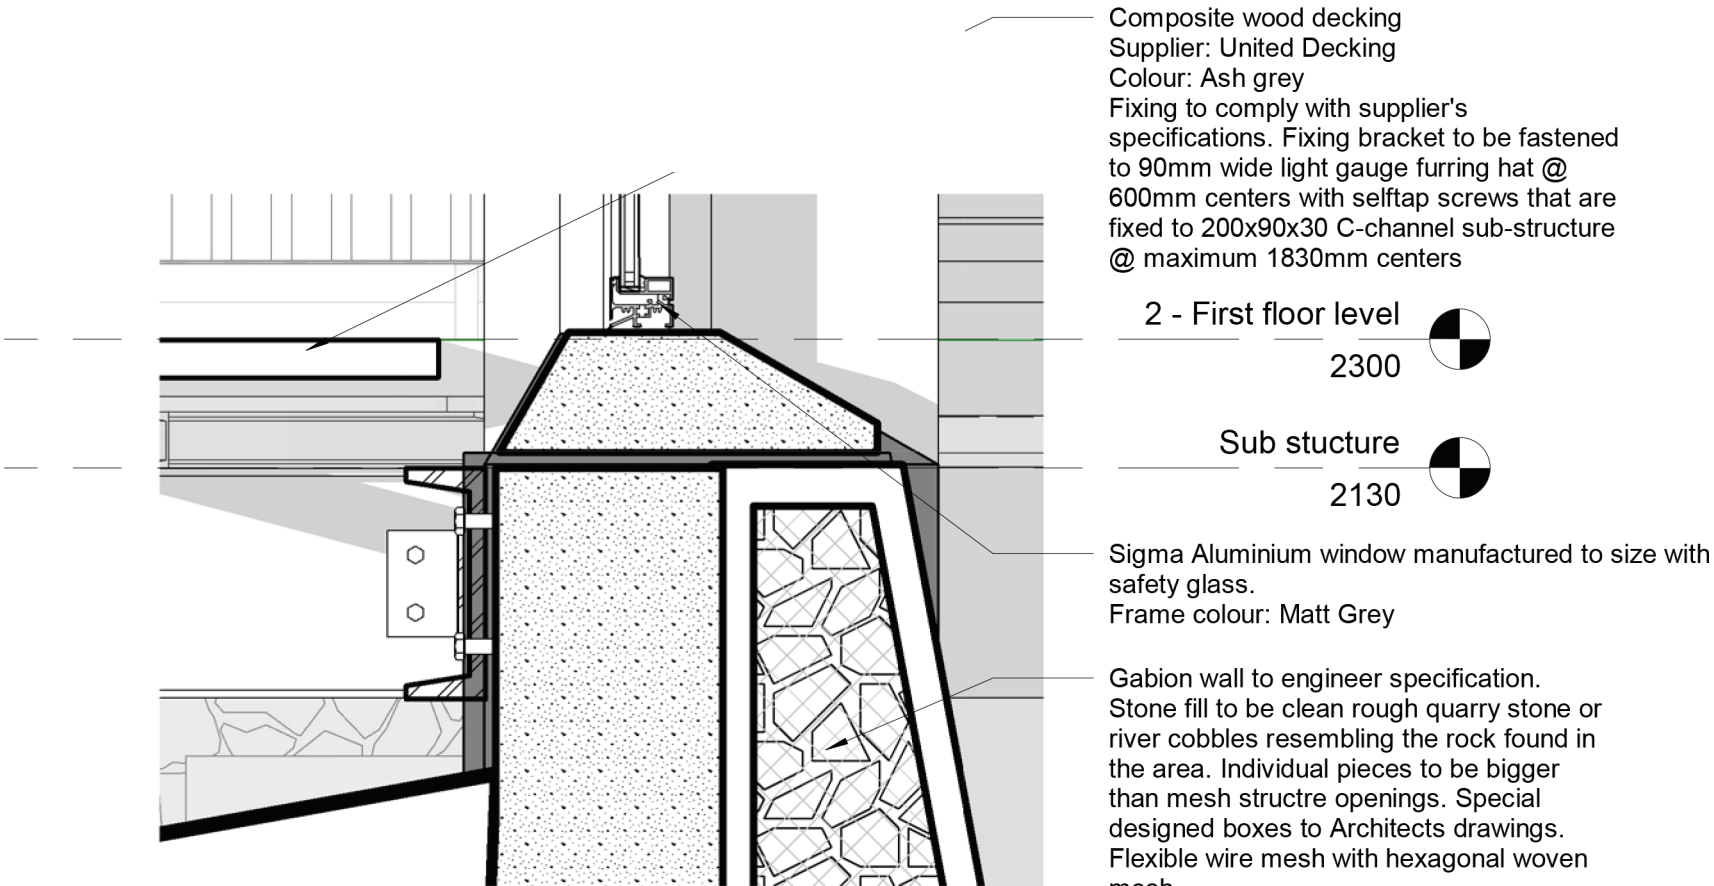 Composite wood decking
Supplier: United Decking
Colour: Ash grey
Fixing to comply with supplier's
specifications. Fixing bracket to be fastened
to 90mm wide light gauge furring hat @
600mm centers with selftap screws that are
fixed to 200x90x30 C-channel sub-structure
@ maximum 1830mm centers
2 - First floor level
2300
Sub stucture
2130
Sigma Aluminium window manufactured to size with
safety glass.
Frame colour: Matt Grey
Gabion wall to engineer specification.
Stone fill to be clean rough quarry stone or
river cobbles resembling the rock found in
the area. Individual pieces to be bigger
than mesh structre openings. Special
designed boxes to Architects drawings.
Flexible wire mesh with hexagonal woven